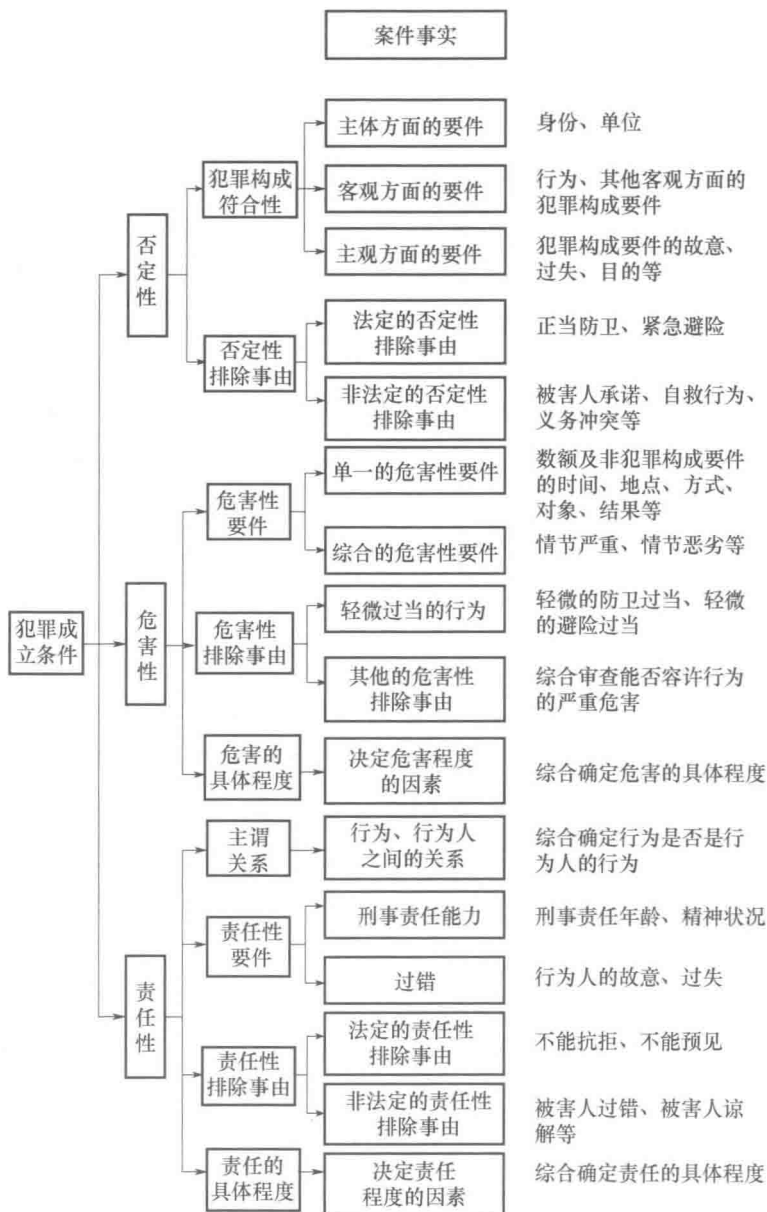 案件事实
主体方面的要件
身份、单位
犯罪构成
符合性
客观方面的要件
行为、其他客观方面的
犯罪构成要件
主观方面的要件
犯罪构成要件的故意、
过失、目的等
否定性
否定性
排除事由
法定的否定性
排除事由
正当防卫、紧急避险
非法定的否定性
排除事由
被害人承诺、自救行为、
义务冲突等
危害性
要件
单一的危害性要件
数额及非犯罪构成要件
的时间、地点、方式、
对象、结果等
综合的危害性要件
情节严重、情节恶劣等
犯罪成
立条件
危害性
危害性
排除事由
轻微过当的行为
轻微的防卫过当、轻微
的避险过当
其他的危害性
排除事由
综合审查能否容许行为
的严重危害
危害的
具体程度
决定危害程度
的因素
综合确定危害的具体程度
主谓
关系
行为、行为人
之间的关系
综合确定行为是否是行
为人的行为
责任性
责任性
要件
刑事责任能力
刑事责任年龄、精神状况
过错
行为人的故意、过失
责任性
排除事由
法定的责任性
排除事由
不能抗拒、不能预见
非法定的责任性
排除事由
被害人过错、被害人谅
解等
责任的
具体程度
决定责任
程度的因素
综合确定责任的具体程度